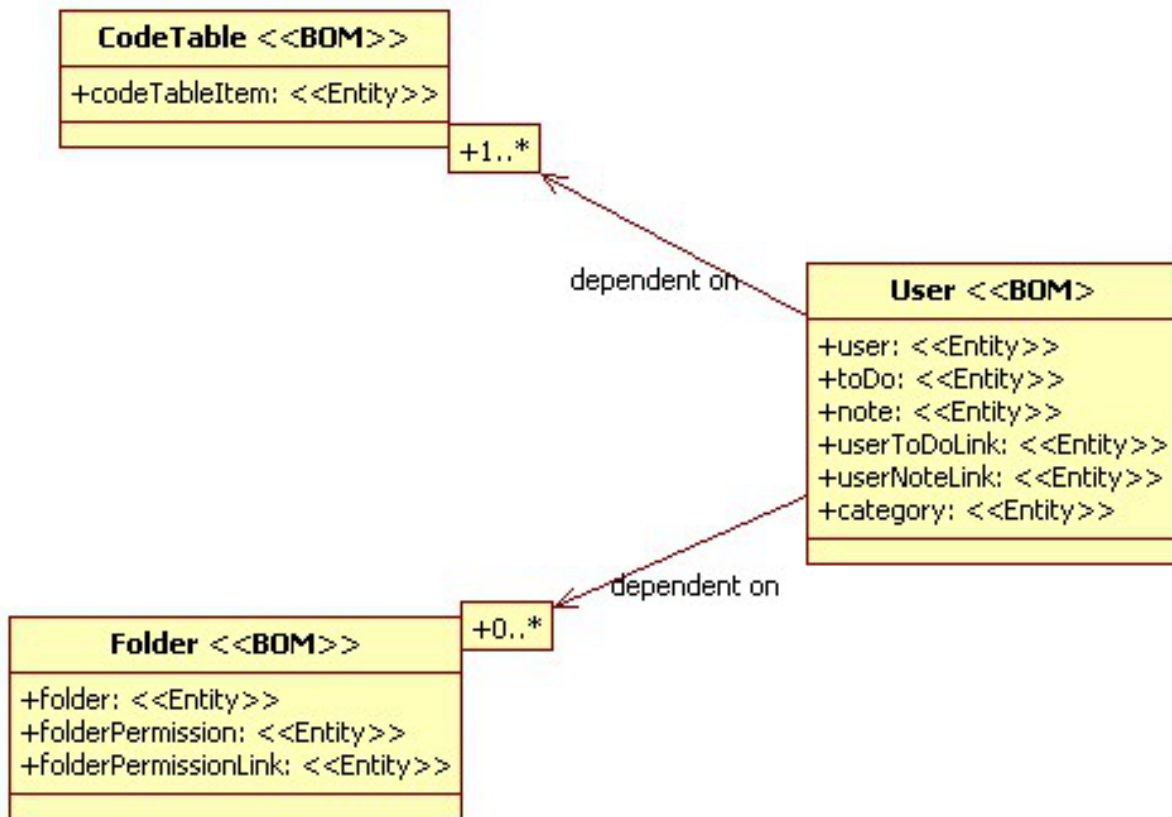 CodeTable <<BOM>>
+codeTableItem: <<Entity>>
+1..*
dependent on
User <<BOM>
+user: <<Entity>>
+toDo: <<Entity>>
+note: <<Entity>>
+userToDoLink: <<Entity>>
+userNoteLink: <<Entity>>
+category: <<Entity>>
dependent on
+0..*
Folder <<BOM>>
+folder: <<Entity>>
+folderPermission: <<Entity>>
+folderPermissionLink: <<Entity>>